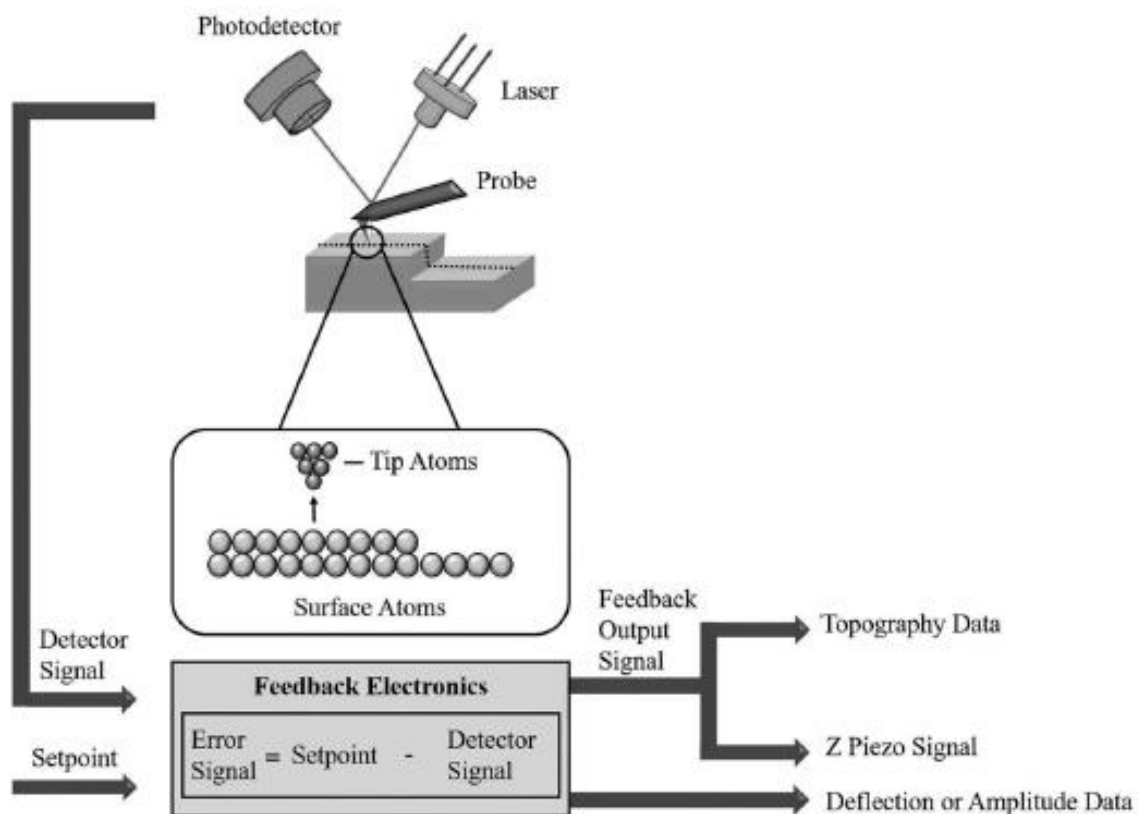 Photodetector
Laser
Probe
— Tip Atoms
Surface Atoms
Detector
Signal
Setpoint
Feedback Electronics
Error
Signal
= Setpoint -
Detector
Signal
Feedback
Output
Signal
Topography Data
Z Piezo Signal
Deflection or Amplitude Data